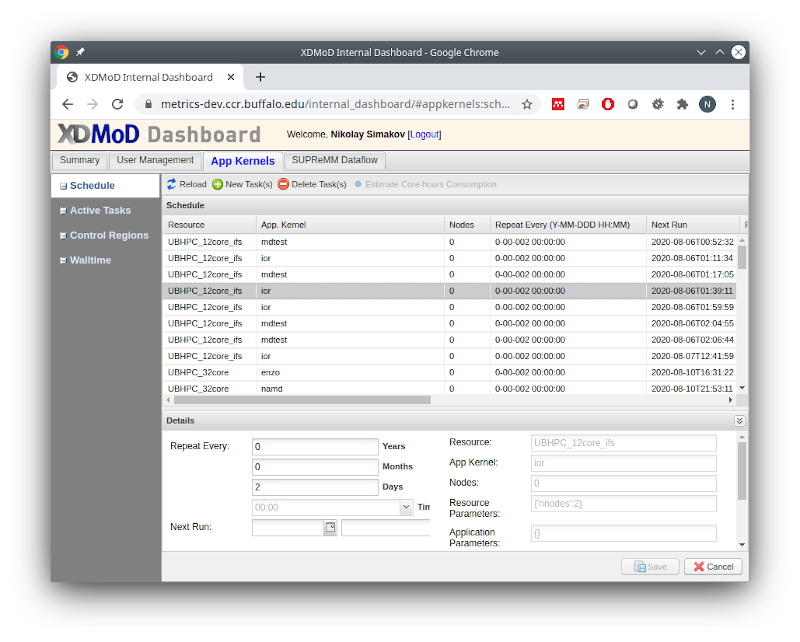 XDMoD Internal Dashboard - Google Chrome
XDMoD Internal Dashboard
metrics-dev.ccr.buffalo.edu/internal_dashboard/#appkernels:sch...
N
XDMoD Dashboard Welcome, Nikolay Simakov [Logout]
Summary User Management App Kernels SUPReMM Dataflow
Schedule
Active Tasks
Control Regions
Walltime
Reload New Task(s) Delete Task(s) Estimate Core-hours Consumption
Schedule
Resource App. Kernel Nodes Repeat Every (Y-MM-DDD HH:MM) Next Run
UBHPC_12core_ifs mdtest 0 0-00-002 00:00:00 2020-08-06T00:52:32
UBHPC_12core_ifs ior 0 0-00-002 00:00:00 2020-08-06T01:11:34
UBHPC_12core_ifs mdtest 0 0-00-002 00:00:00 2020-08-06T01:17:05
UBHPC_12core_ifs ior 0 0-00-002 00:00:00 2020-08-06T01:39:11
UBHPC_12core_ifs ior 0 0-00-002 00:00:00 2020-08-06T01:59:59
UBHPC_12core_ifs mdtest 0 0-00-002 00:00:00 2020-08-06T02:04:55
UBHPC_12core_ifs mdtest 0 0-00-002 00:00:00 2020-08-06T02:06:44
UBHPC_12core_ifs ior 0 0-00-002 00:00:00 2020-08-07T12:41:59
UBHPC_32core enzo 0 0-00-002 00:00:00 2020-08-10T16:31:22
UBHPC_32core namd 0 0-00-002 00:00:00 2020-08-10T21:53:11
Details
Repeat Every: 0 Years
0 Months
2 Days
00:00 Tim
Next Run:
Resource: UBHPC_12core_ifs
App Kernel: ior
Nodes: 0
Resource
Parameters: {'nnodes':2}
Application
Parameters: {}
Save Cancel